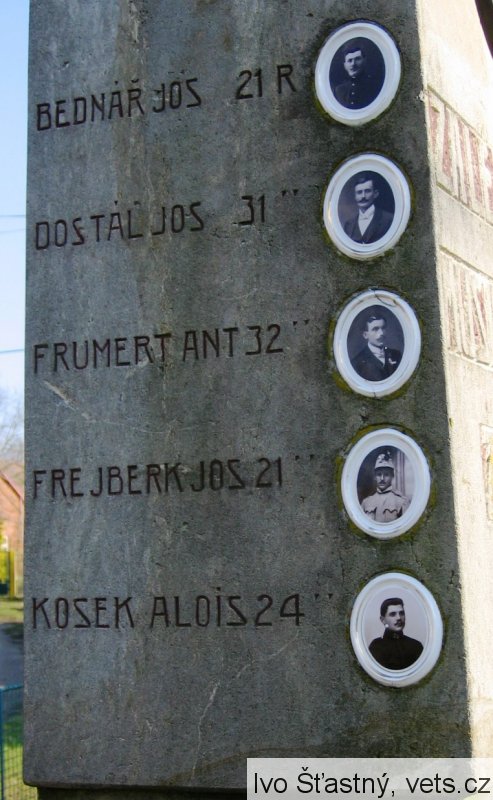 BEDNÁŘ JOS 21 R
DOSTÁL JOS 31 "
FRUMERT ANT 32 "
FREJBERK JOS 21 "
KOSEK ALOIS 24 "
Ivo Šťastný, vets.cz